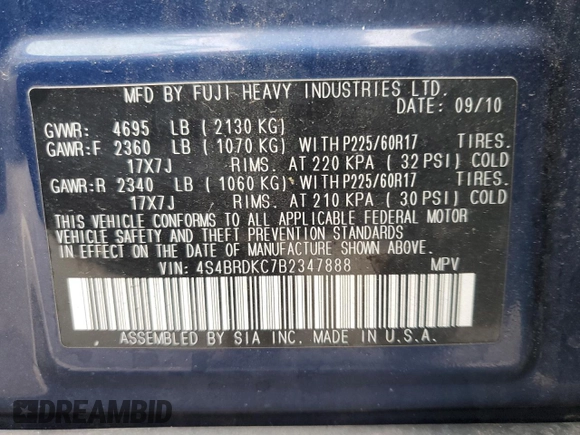 MFD BY FUJI HEAVY INDUSTRIES LTD.
DATE: 09/10
GVWR: 4695 LB ( 2130 KG)
GAWR:F 2360 LB ( 1070 KG) WITH P225/60R17 TIRES.
17X7J RIMS. AT 220 KPA ( 32 PSI) COLD
GAWR:R 2340 LB ( 1060 KG) WITH P225/60R17 TIRES.
17X7J RIMS. AT 210 KPA ( 30 PSI) COLD
THIS VEHICLE CONFORMS TO ALL APPLICABLE FEDERAL MOTOR
VEHICLE SAFETY AND THEFT PREVENTION STANDARDS
IN EFFECT ON THE DATE OF MANUFACTURE SHOWN ABOVE.
VIN: 4S4BRDKC7B2347888 MPV
ASSEMBLED BY SIA INC. MADE IN U.S.A.
DREAMBID